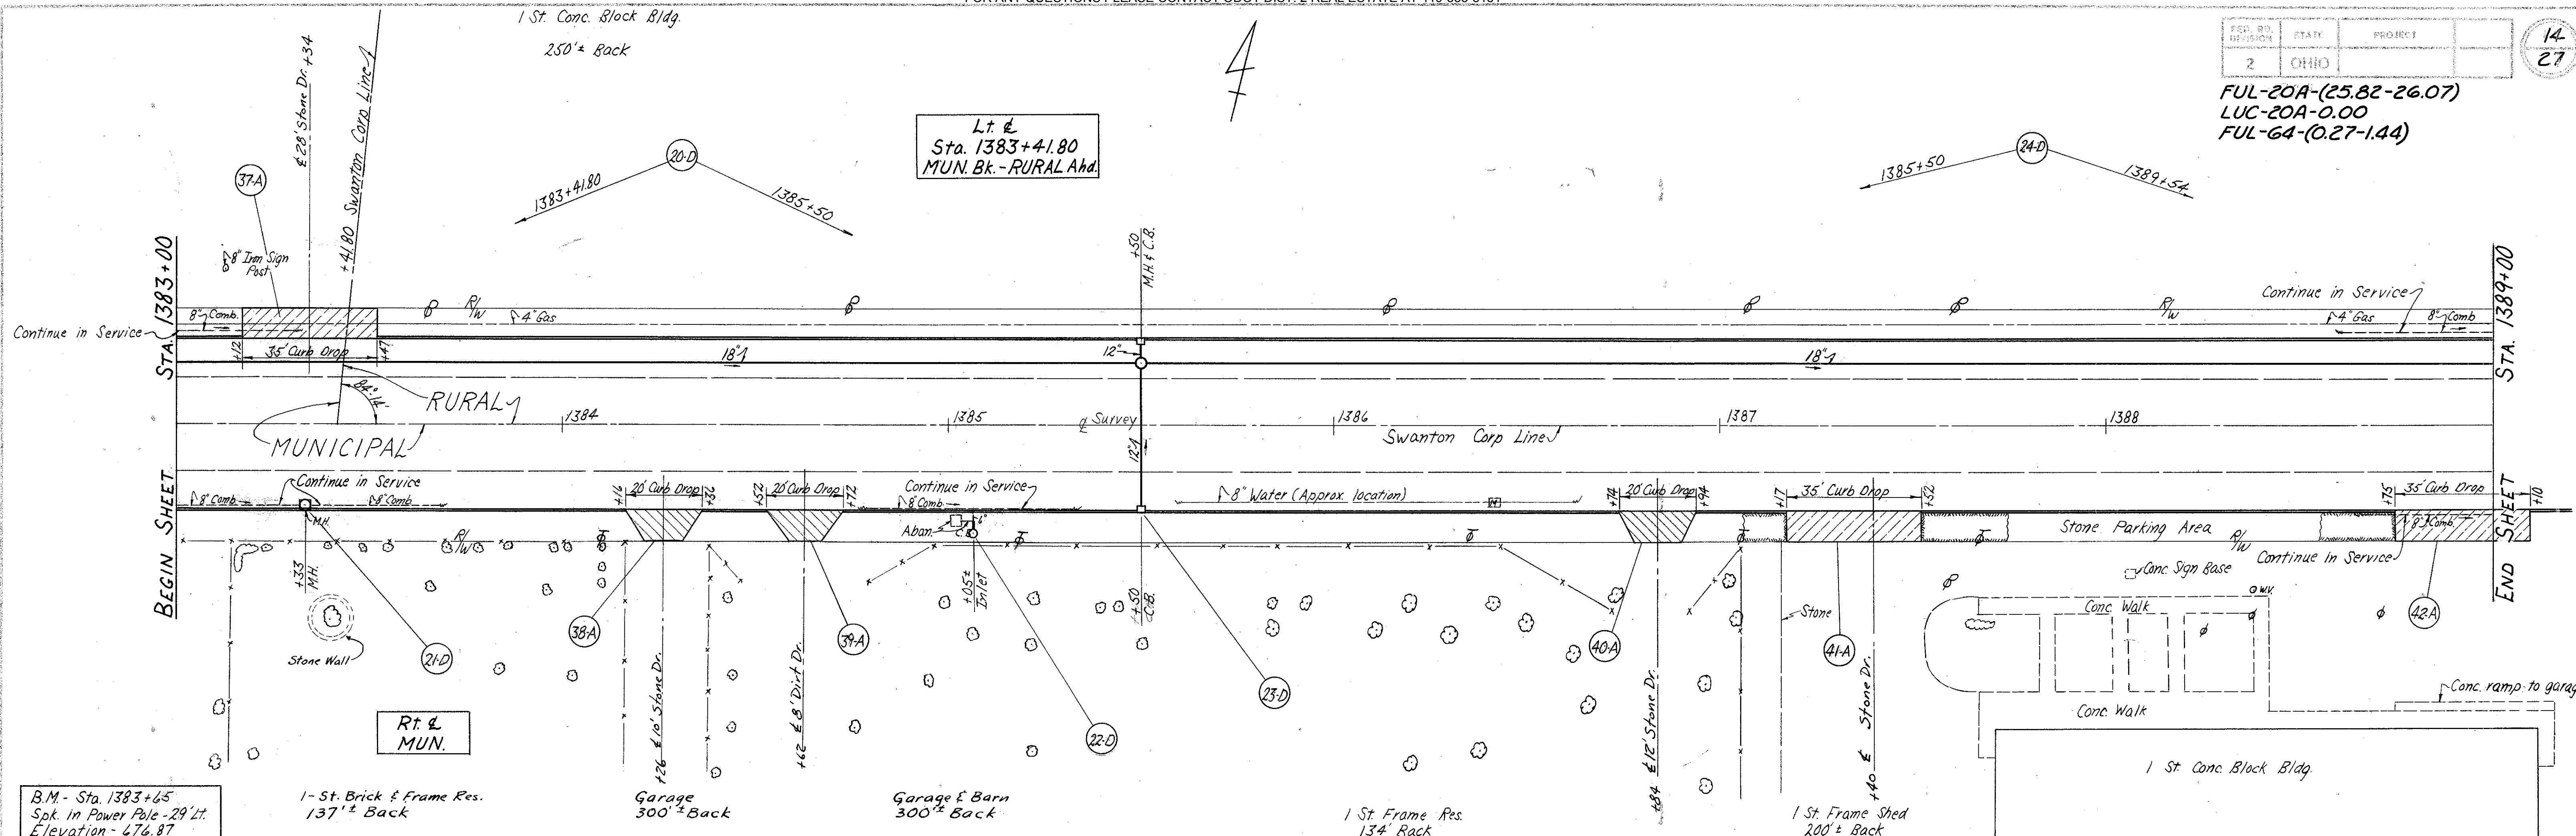 1 St. Conc. Block Bldg.
250'± Back
FED. RD. DIVISION
STATE
PROJECT
2
OHIO
14
27
FUL-20A-(25.82-26.07)
LUC-20A-0.00
FUL-64-(0.27-1.44)
℄ 28' Stone Dr. +34
+41.80 Swanton Corp Line
Lt. ℄
Sta. 1383+41.80
MUN. Bk. - RURAL Ahd.
20-D
1383+41.80
1385+50
24-D
1385+50
1389+54
37-A
8" Iron Sign
Post
STA. 1383+00
+50
M.H. & C.B.
STA. 1389+00
Continue in Service
8" Comb.
R/W
4" Gas
R/W
Continue in Service
4" Gas
8" Comb
+12
35' Curb Drop
+47
18"
12"
18"
84°-14'
RURAL
MUNICIPAL
1384
1385
℄ Survey
1386
1387
1388
Swanton Corp Line
12"
BEGIN SHEET
END SHEET
8" Comb.
Continue in Service
8" Comb.
M.H.
+16
20' Curb Drop
+36
+52
20' Curb Drop
+72
Continue in Service
8" Comb
8" Water (Approx. location)
+74
20' Curb Drop
+94
+17
35' Curb Drop
+52
+75
35' Curb Drop
+10
R/W
Aban.
C.B.
6"
Stone Parking Area
R/W
8" Comb.
Continue In Service
+33
M.H.
+05±
Inlet
+50
C.B.
Conc. Sign Base
W.V.
Conc. Walk
Stone
Stone Wall
21-D
38-A
39-A
22-D
23-D
40-A
41-A
42-A
+26 ℄ 10' Stone Dr.
+62 ℄ 8' Dirt Dr.
+84 ℄ 12' Stone Dr.
+40 ℄ Stone Dr.
Conc. ramp to garag
Conc. Walk
Rt. ℄
MUN.
1 St. Conc. Block Bldg.
B.M. - Sta. 1383+65
Spk. in Power Pole - 29' Lt.
Elevation - 676.87
1-St. Brick & Frame Res.
137'± Back
Garage
300'± Back
Garage & Barn
300'± Back
1 St. Frame Res.
134' Back
1 St. Frame Shed
200'± Back